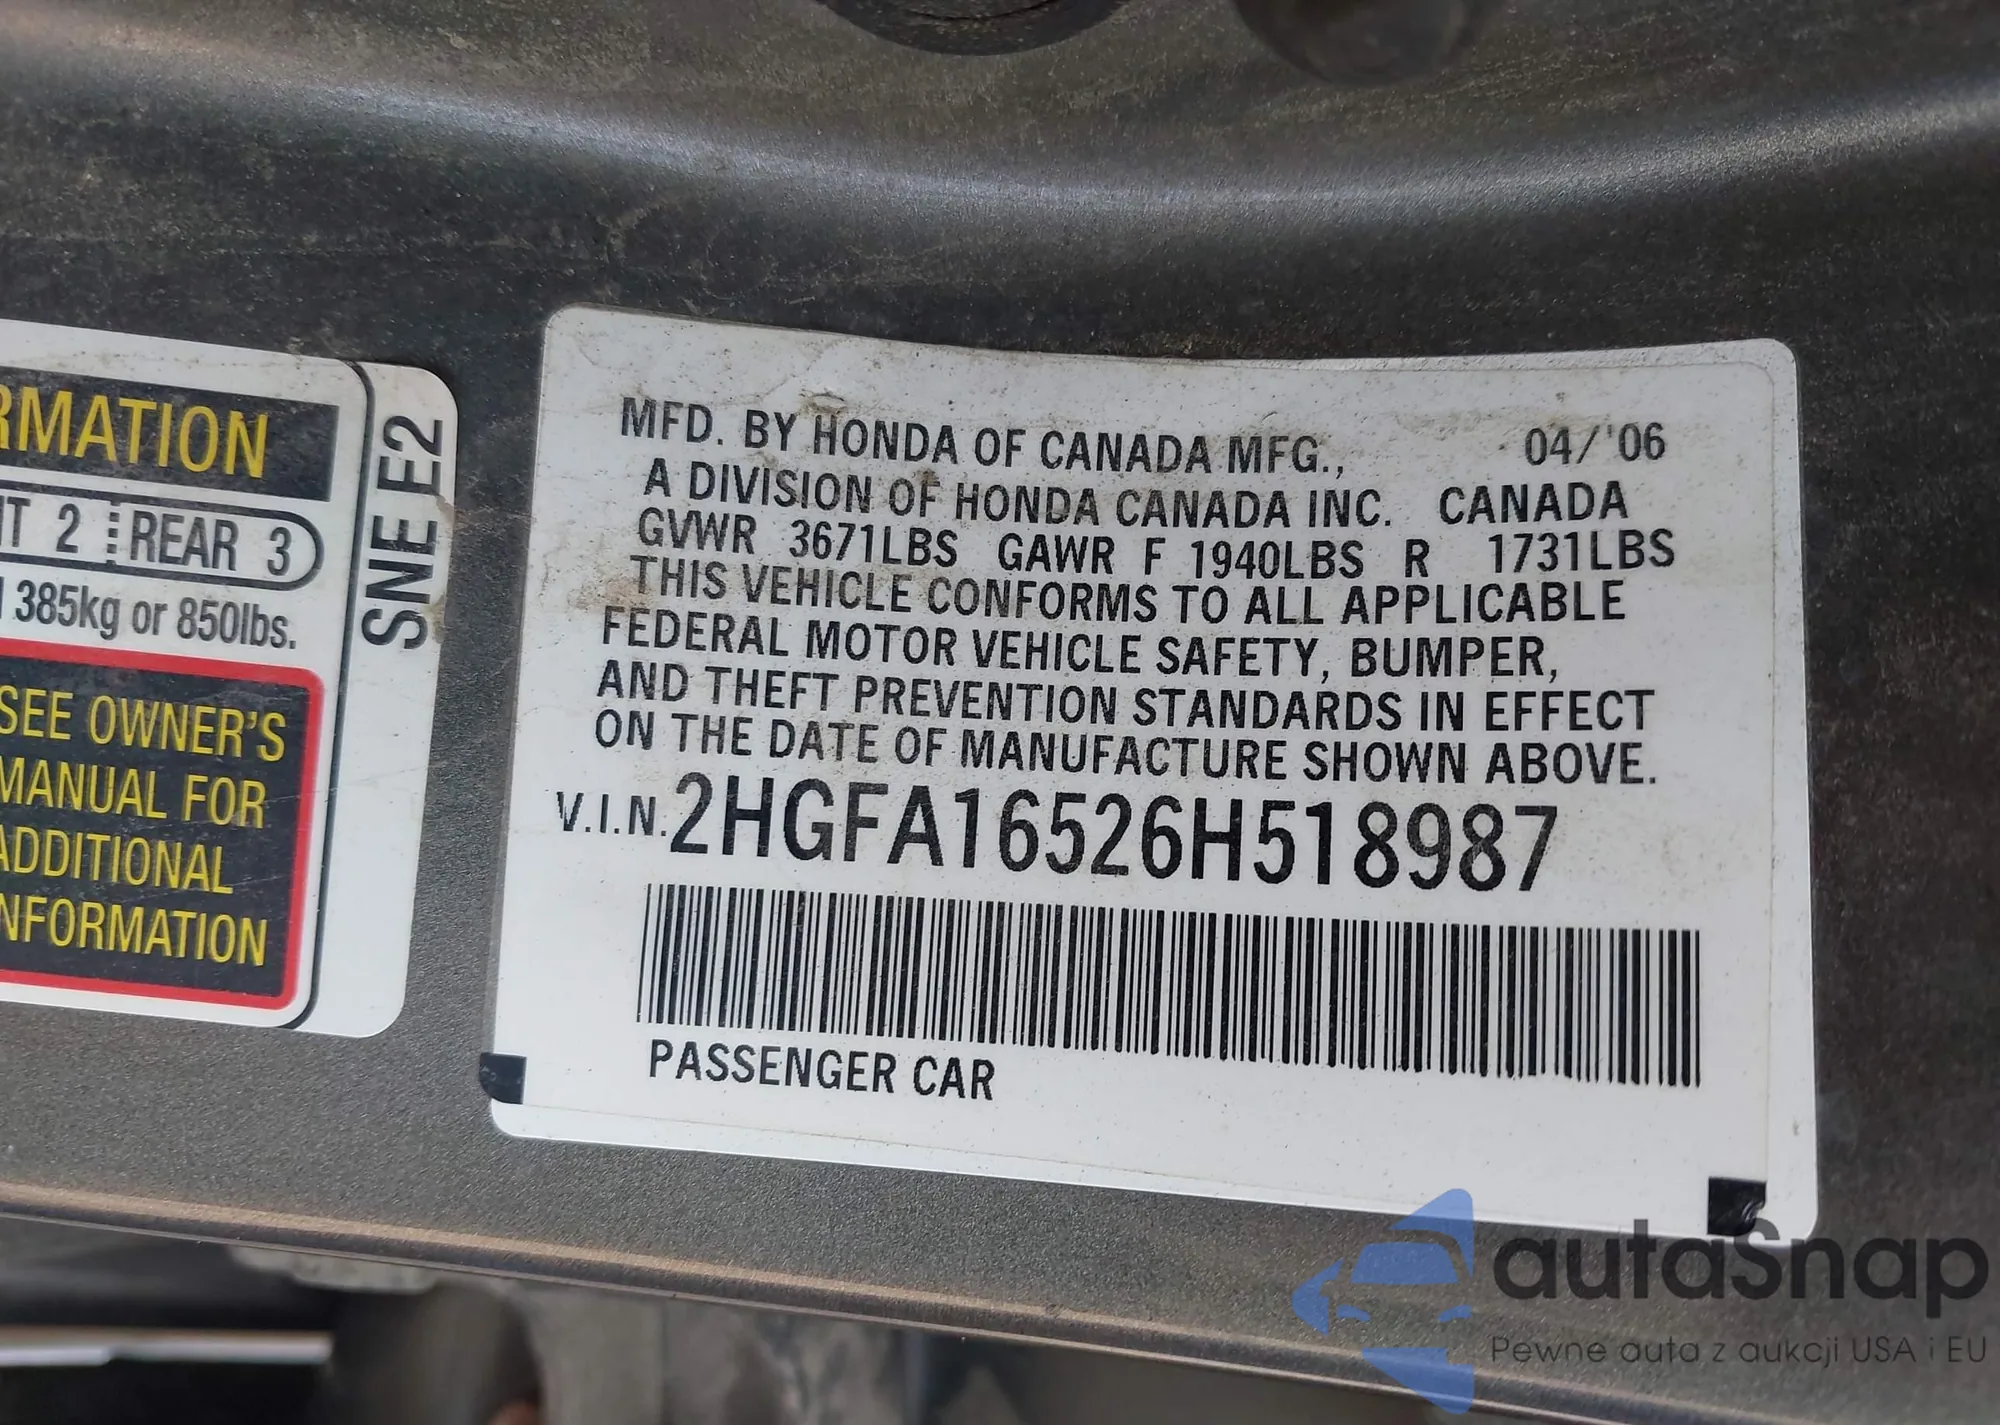 RMATION
NT 2 REAR 3
385kg or 850lbs.
SEE OWNER'S
MANUAL FOR
ADDITIONAL
INFORMATION
SNE E2
MFD. BY HONDA OF CANADA MFG., 04/'06
A DIVISION OF HONDA CANADA INC. CANADA
GVWR 3671LBS GAWR F 1940LBS R 1731LBS
THIS VEHICLE CONFORMS TO ALL APPLICABLE
FEDERAL MOTOR VEHICLE SAFETY, BUMPER,
AND THEFT PREVENTION STANDARDS IN EFFECT
ON THE DATE OF MANUFACTURE SHOWN ABOVE.
V.I.N. 2HGFA16526H518987
PASSENGER CAR
autaSnap
Pewne auta z aukcji USA i EU